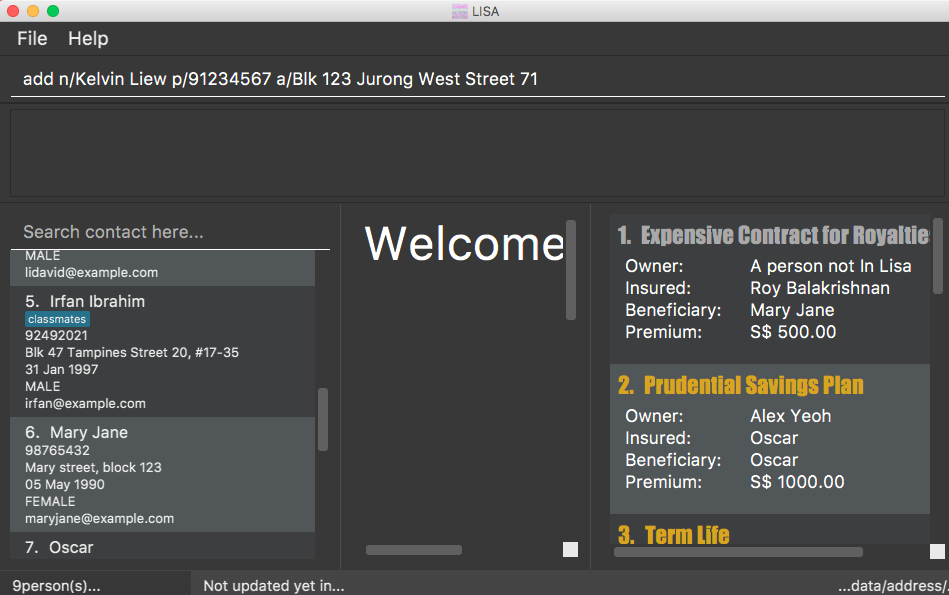 LISA
File Help
add n/Kelvin Liew p/91234567 a/Blk 123 Jurong West Street 71
Search contact here...
MALE
lidavid@example.com
5. Irfan Ibrahim
classmates
92492021
Blk 47 Tampines Street 20, #17-35
31 Jan 1997
MALE
irfan@example.com
6. Mary Jane
98765432
Mary street, block 123
05 May 1990
FEMALE
maryjane@example.com
7. Oscar
Welcome
1. Expensive Contract for Royaltie
Owner: A person not In Lisa
Insured: Roy Balakrishnan
Beneficiary: Mary Jane
Premium: S$ 500.00
2. Prudential Savings Plan
Owner: Alex Yeoh
Insured: Oscar
Beneficiary: Oscar
Premium: S$ 1000.00
3. Term Life
9person(s)...
Not updated yet in...
...data/address/.